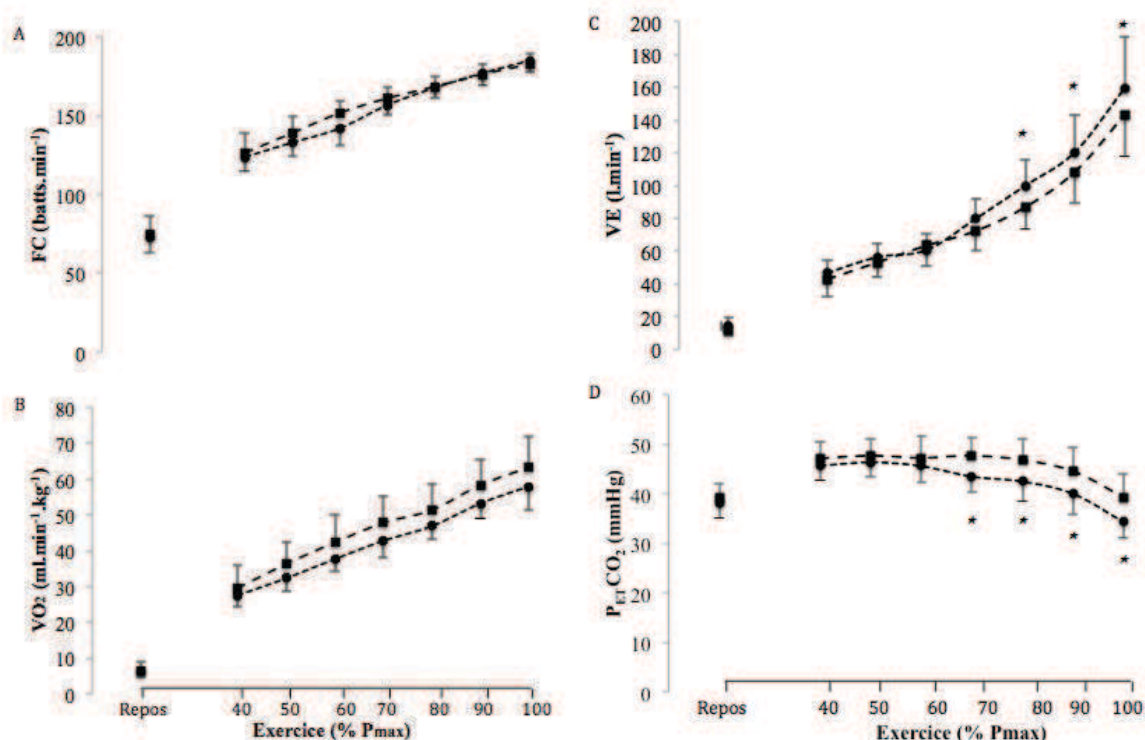 A
FC (batts.min-1)
200
150
100
50
0
B
VO2 (ml.min-1.kg-1)
80
70
60
50
40
30
20
10
0
Repos 40 50 60 70 80 90 100
Exercice (% Pmax)
C
VE (l.min-1)
200
180
160
140
120
100
80
60
40
20
0
* * *
D
PETCO2 (mmHg)
60
50
40
30
20
10
0
* * * *
Repos 40 50 60 70 80 90 100
Exercice (% Pmax)